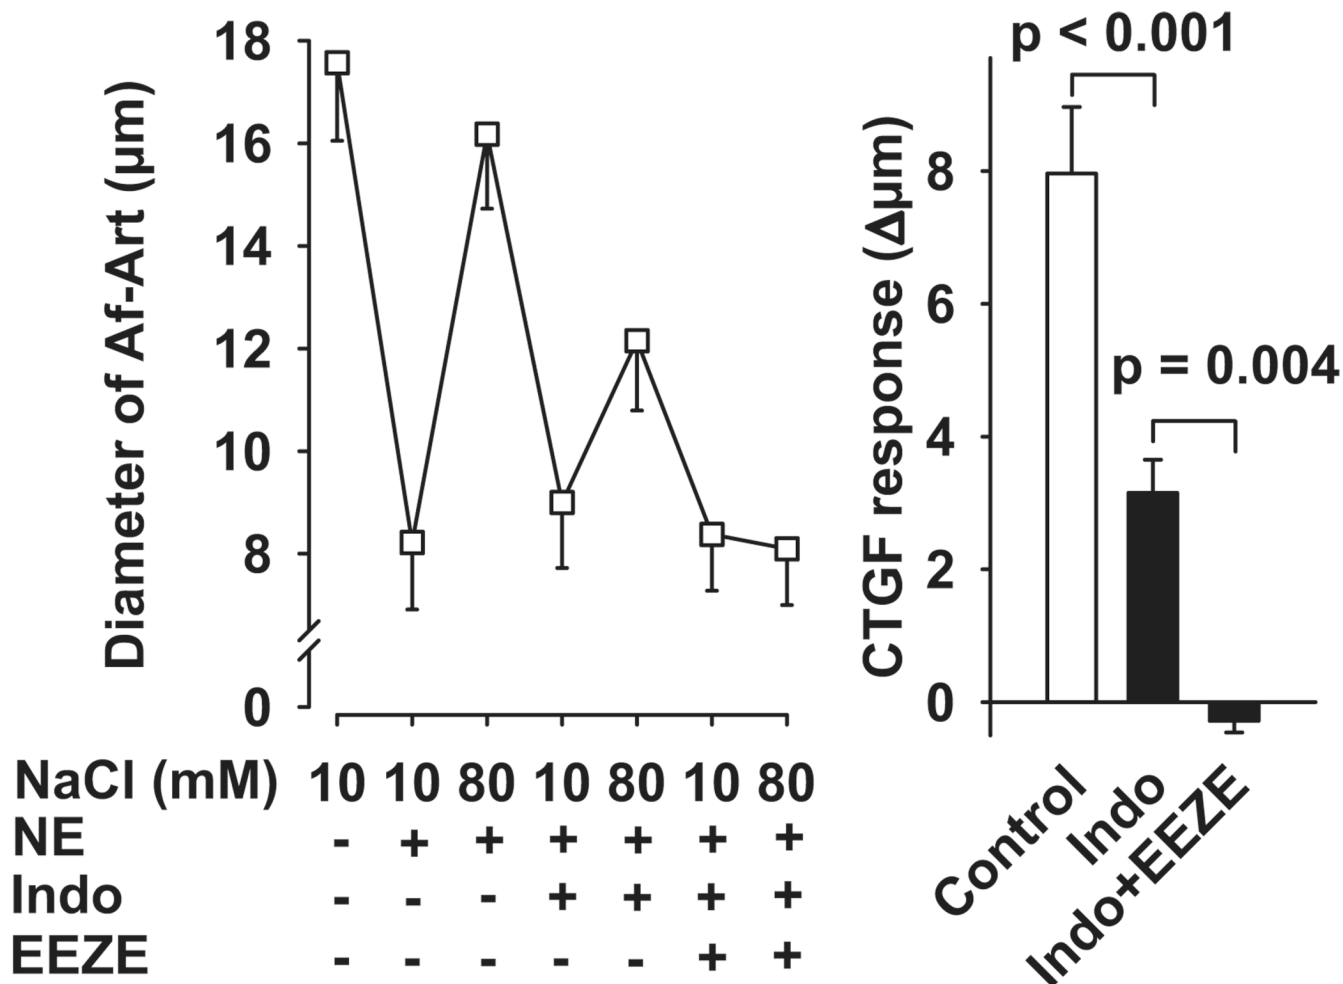 Diameter of Af-Art (µm)
18
16
14
12
10
8
0
NaCl (mM) 10 10 80 10 80 10 80
NE - + + + + + +
Indo - - - + + + +
EEZE - - - - - + +
CTGF response (Δµm)
8
6
4
2
0
p < 0.001
p = 0.004
Control
Indo
Indo+EEZE